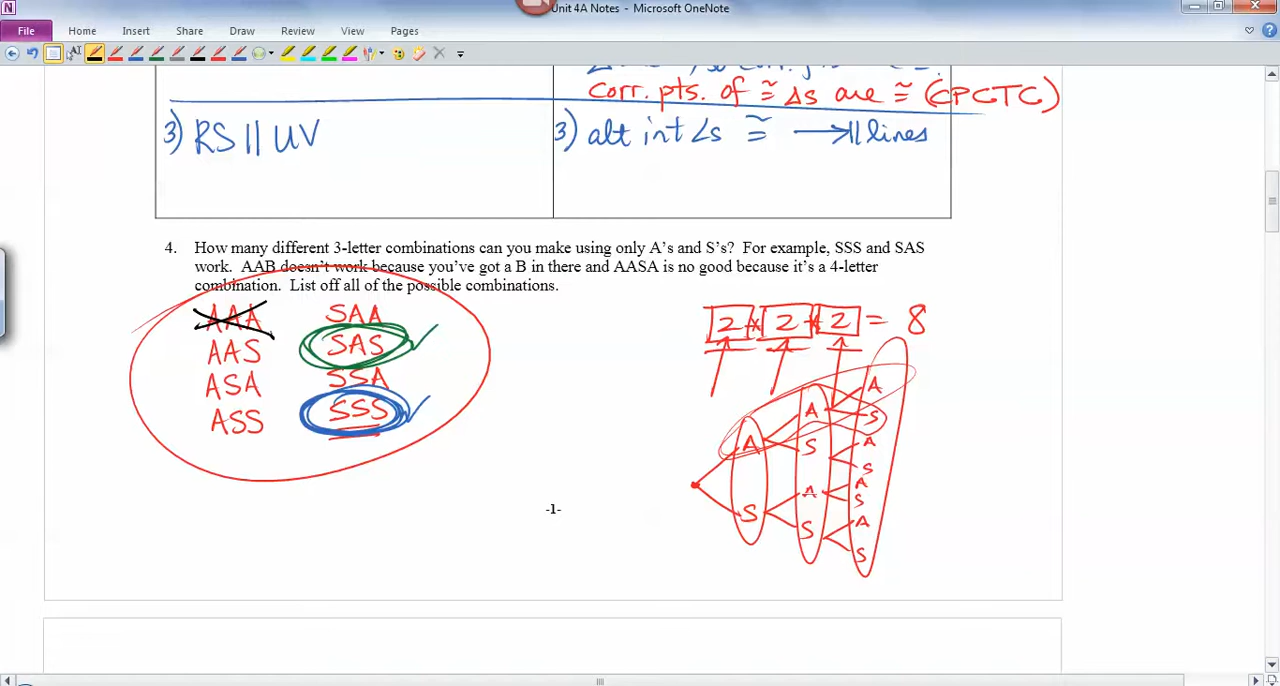 Unit 4A Notes - Microsoft OneNote
File Home Insert Share Draw Review View Pages
corr. pts. of ≅ Δs are ≅ (CPCTC)
3) RS || UV
3) alt int ∠s ≅ → || lines
4. How many different 3-letter combinations can you make using only A's and S's? For example, SSS and SAS
work. AAB doesn't work because you've got a B in there and AASA is no good because it's a 4-letter
combination. List off all of the possible combinations.
AAA SAA
AAS SAS
ASA SSA
ASS SSS
2 × 2 × 2 = 8
A
A
S
A
A
S
S
A
A
S
S
A
S
S
-1-